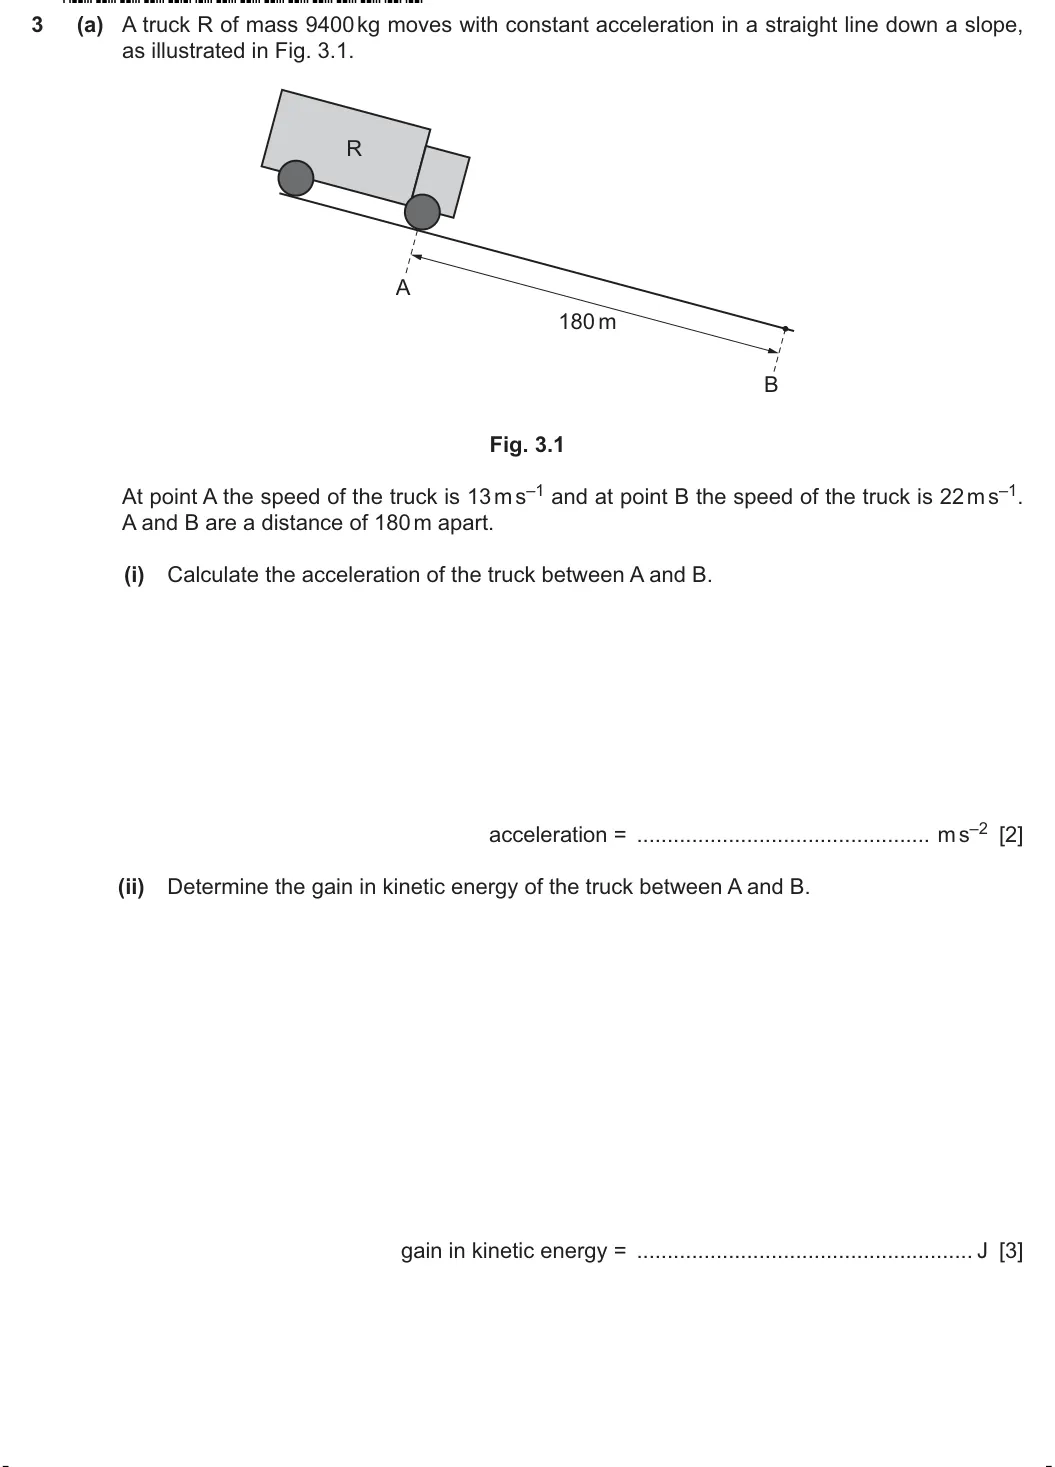 3 (a) A truck R of mass 9400 kg moves with constant acceleration in a straight line down a slope,
as illustrated in Fig. 3.1.
R
A
180 m
B
Fig. 3.1
At point A the speed of the truck is 13 m s⁻¹ and at point B the speed of the truck is 22 m s⁻¹.
A and B are a distance of 180 m apart.
(i) Calculate the acceleration of the truck between A and B.
acceleration = ................................................ m s⁻² [2]
(ii) Determine the gain in kinetic energy of the truck between A and B.
gain in kinetic energy = ....................................................... J [3]